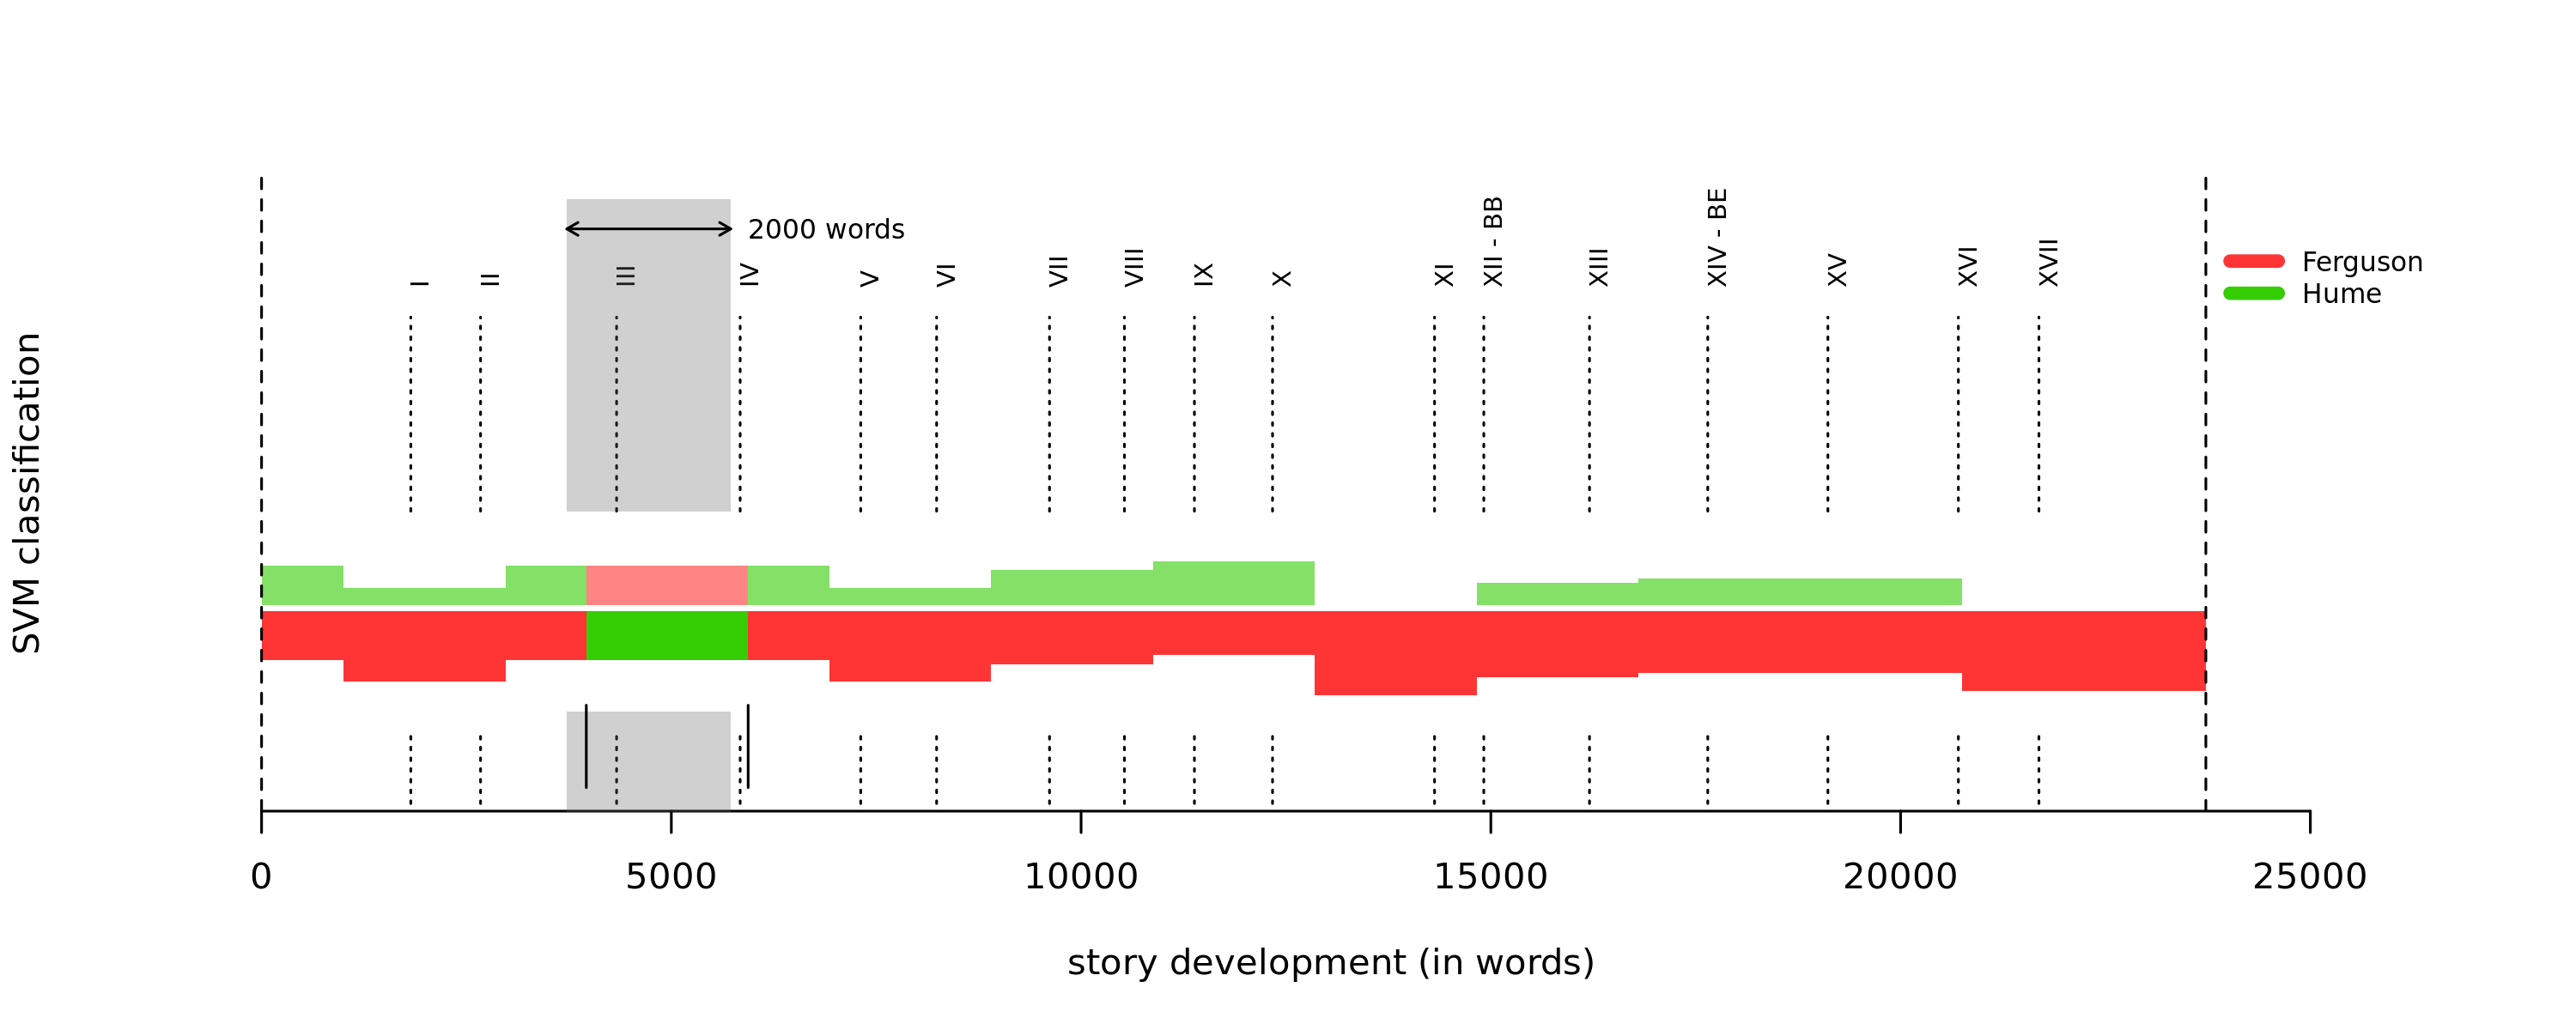 2000 words
I
II
III
IV
V
VI
VII
VIII
IX
X
XI
XII - BB
XIII
XIV - BE
XV
XVI
XVII
Ferguson
Hume
SVM classification
0
5000
10000
15000
20000
25000
story development (in words)